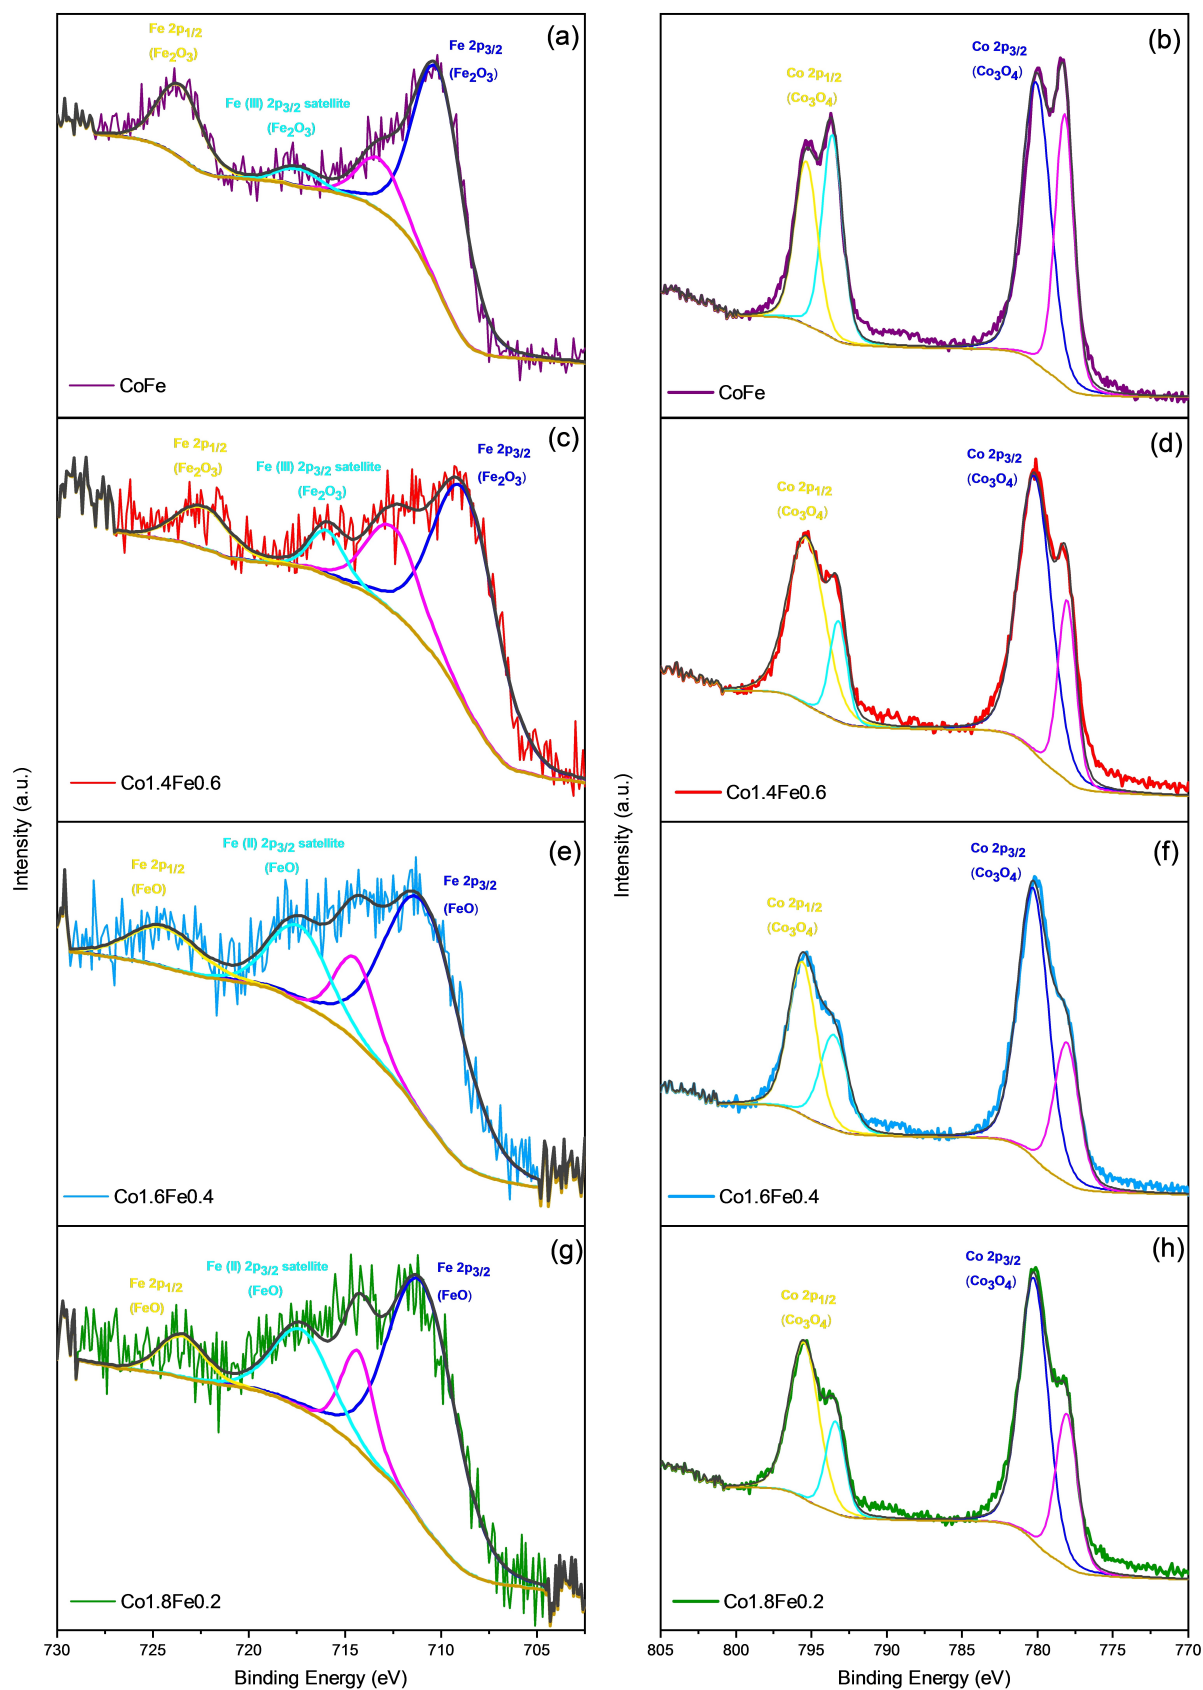 Fe 2p1/2
(Fe2O3)
Fe (III) 2p3/2 satellite
(Fe2O3)
Fe 2p3/2
(Fe2O3)
(a)
CoFe
Co 2p1/2
(Co3O4)
Co 2p3/2
(Co3O4)
(b)
CoFe
Fe 2p1/2
(Fe2O3)
Fe (III) 2p3/2 satellite
(Fe2O3)
Fe 2p3/2
(Fe2O3)
(c)
Co1.4Fe0.6
Co 2p1/2
(Co3O4)
Co 2p3/2
(Co3O4)
(d)
Co1.4Fe0.6
Intensity (a.u.)
Intensity (a.u.)
Fe 2p1/2
(FeO)
Fe (II) 2p3/2 satellite
(FeO)
Fe 2p3/2
(FeO)
(e)
Co1.6Fe0.4
Co 2p1/2
(Co3O4)
Co 2p3/2
(Co3O4)
(f)
Co1.6Fe0.4
Fe 2p1/2
(FeO)
Fe (II) 2p3/2 satellite
(FeO)
Fe 2p3/2
(FeO)
(g)
Co1.8Fe0.2
Co 2p1/2
(Co3O4)
Co 2p3/2
(Co3O4)
(h)
Co1.8Fe0.2
730 725 720 715 710 705
Binding Energy (eV)
805 800 795 790 785 780 775 770
Binding Energy (eV)